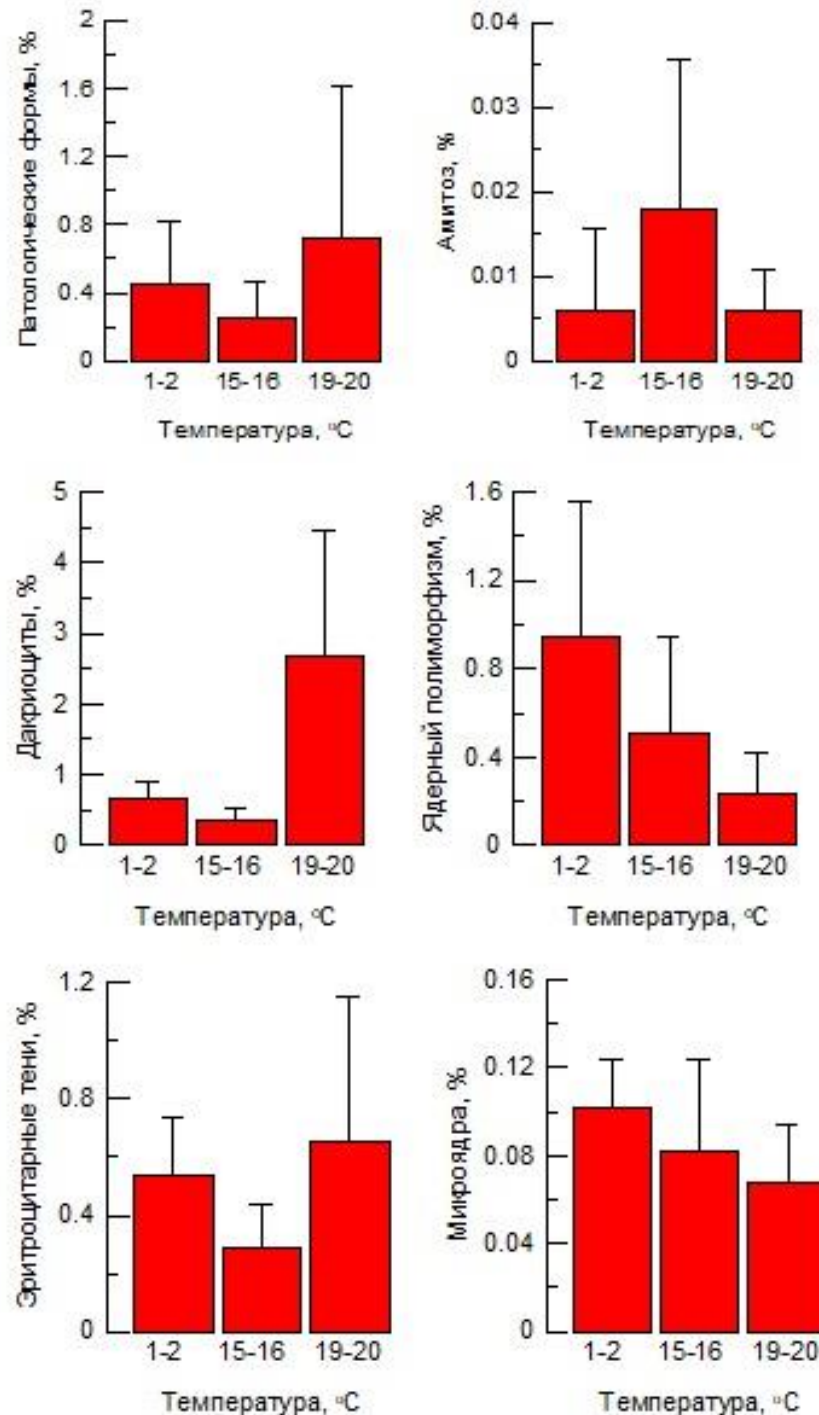 Патологические формы, %
2
1.6
1.2
0.8
0.4
0
1-2 15-16 19-20
Температура, °C
Амитоз, %
0.04
0.03
0.02
0.01
0
1-2 15-16 19-20
Температура, °C
Дакриоциты, %
5
4
3
2
1
0
1-2 15-16 19-20
Температура, °C
Ядерный полиморфизм, %
1.6
1.2
0.8
0.4
0
1-2 15-16 19-20
Температура, °C
Эритроцитарные тени, %
1.2
0.8
0.4
0
1-2 15-16 19-20
Температура, °C
Микроядра, %
0.16
0.12
0.08
0.04
0
1-2 15-16 19-20
Температура, °C